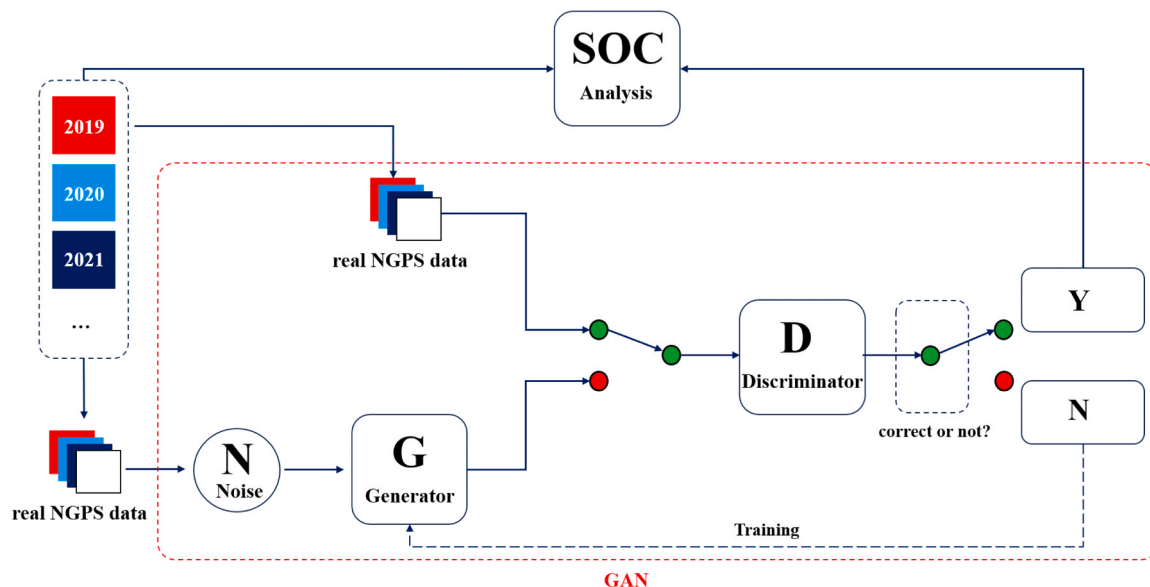 SOC
Analysis
2019
2020
2021
...
real NGPS data
Y
D
Discriminator
N
correct or not?
N
Noise
G
Generator
real NGPS data
Training
GAN